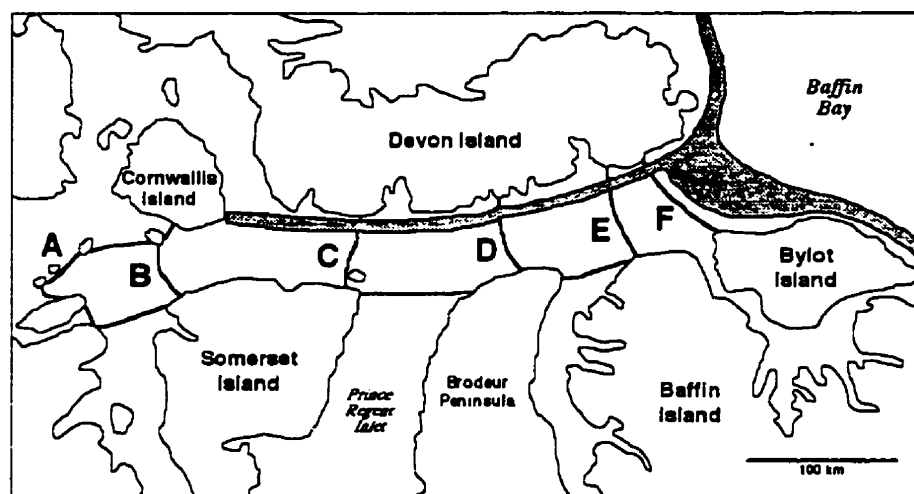 Baffin
Bay
Devon Island
Cornwallis
Island
A
B
C
D
E
F
Bylot
Island
Somerset
Island
Prince
Regent
Inlet
Brodeur
Peninsula
Baffin
Island
100 km